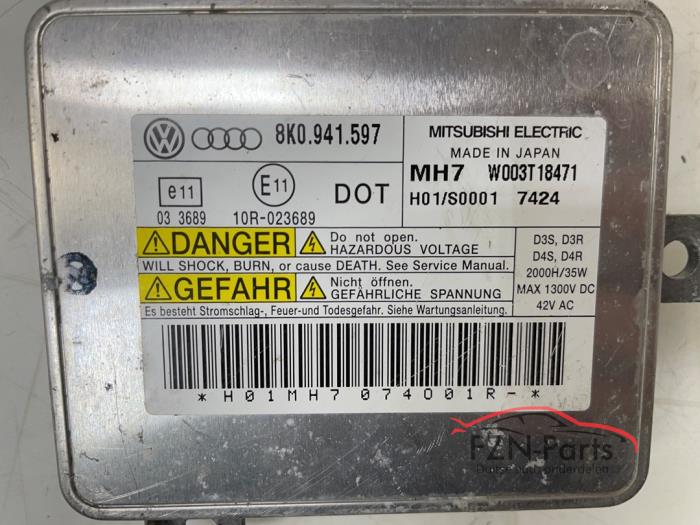 8K0.941.597
MITSUBISHI ELECTRIC
MADE IN JAPAN
MH7 W003T18471
H01/S0001 7424
e11
03 3689
E11
10R-023689
DOT
DANGER
Do not open.
HAZARDOUS VOLTAGE
WILL SHOCK, BURN, or cause DEATH. See Service Manual.
GEFAHR
Nicht öffnen.
GEFÄHRLICHE SPANNUNG
Es besteht Stromschlag-, Feuer-und Todesgefahr. Siehe Wartungsanleitung.
D3S, D3R
D4S, D4R
2000H/35W
MAX 1300V DC
42V AC
*H01MH7 074001R-*
FZN-Parts
Duitse auto-onderdelen